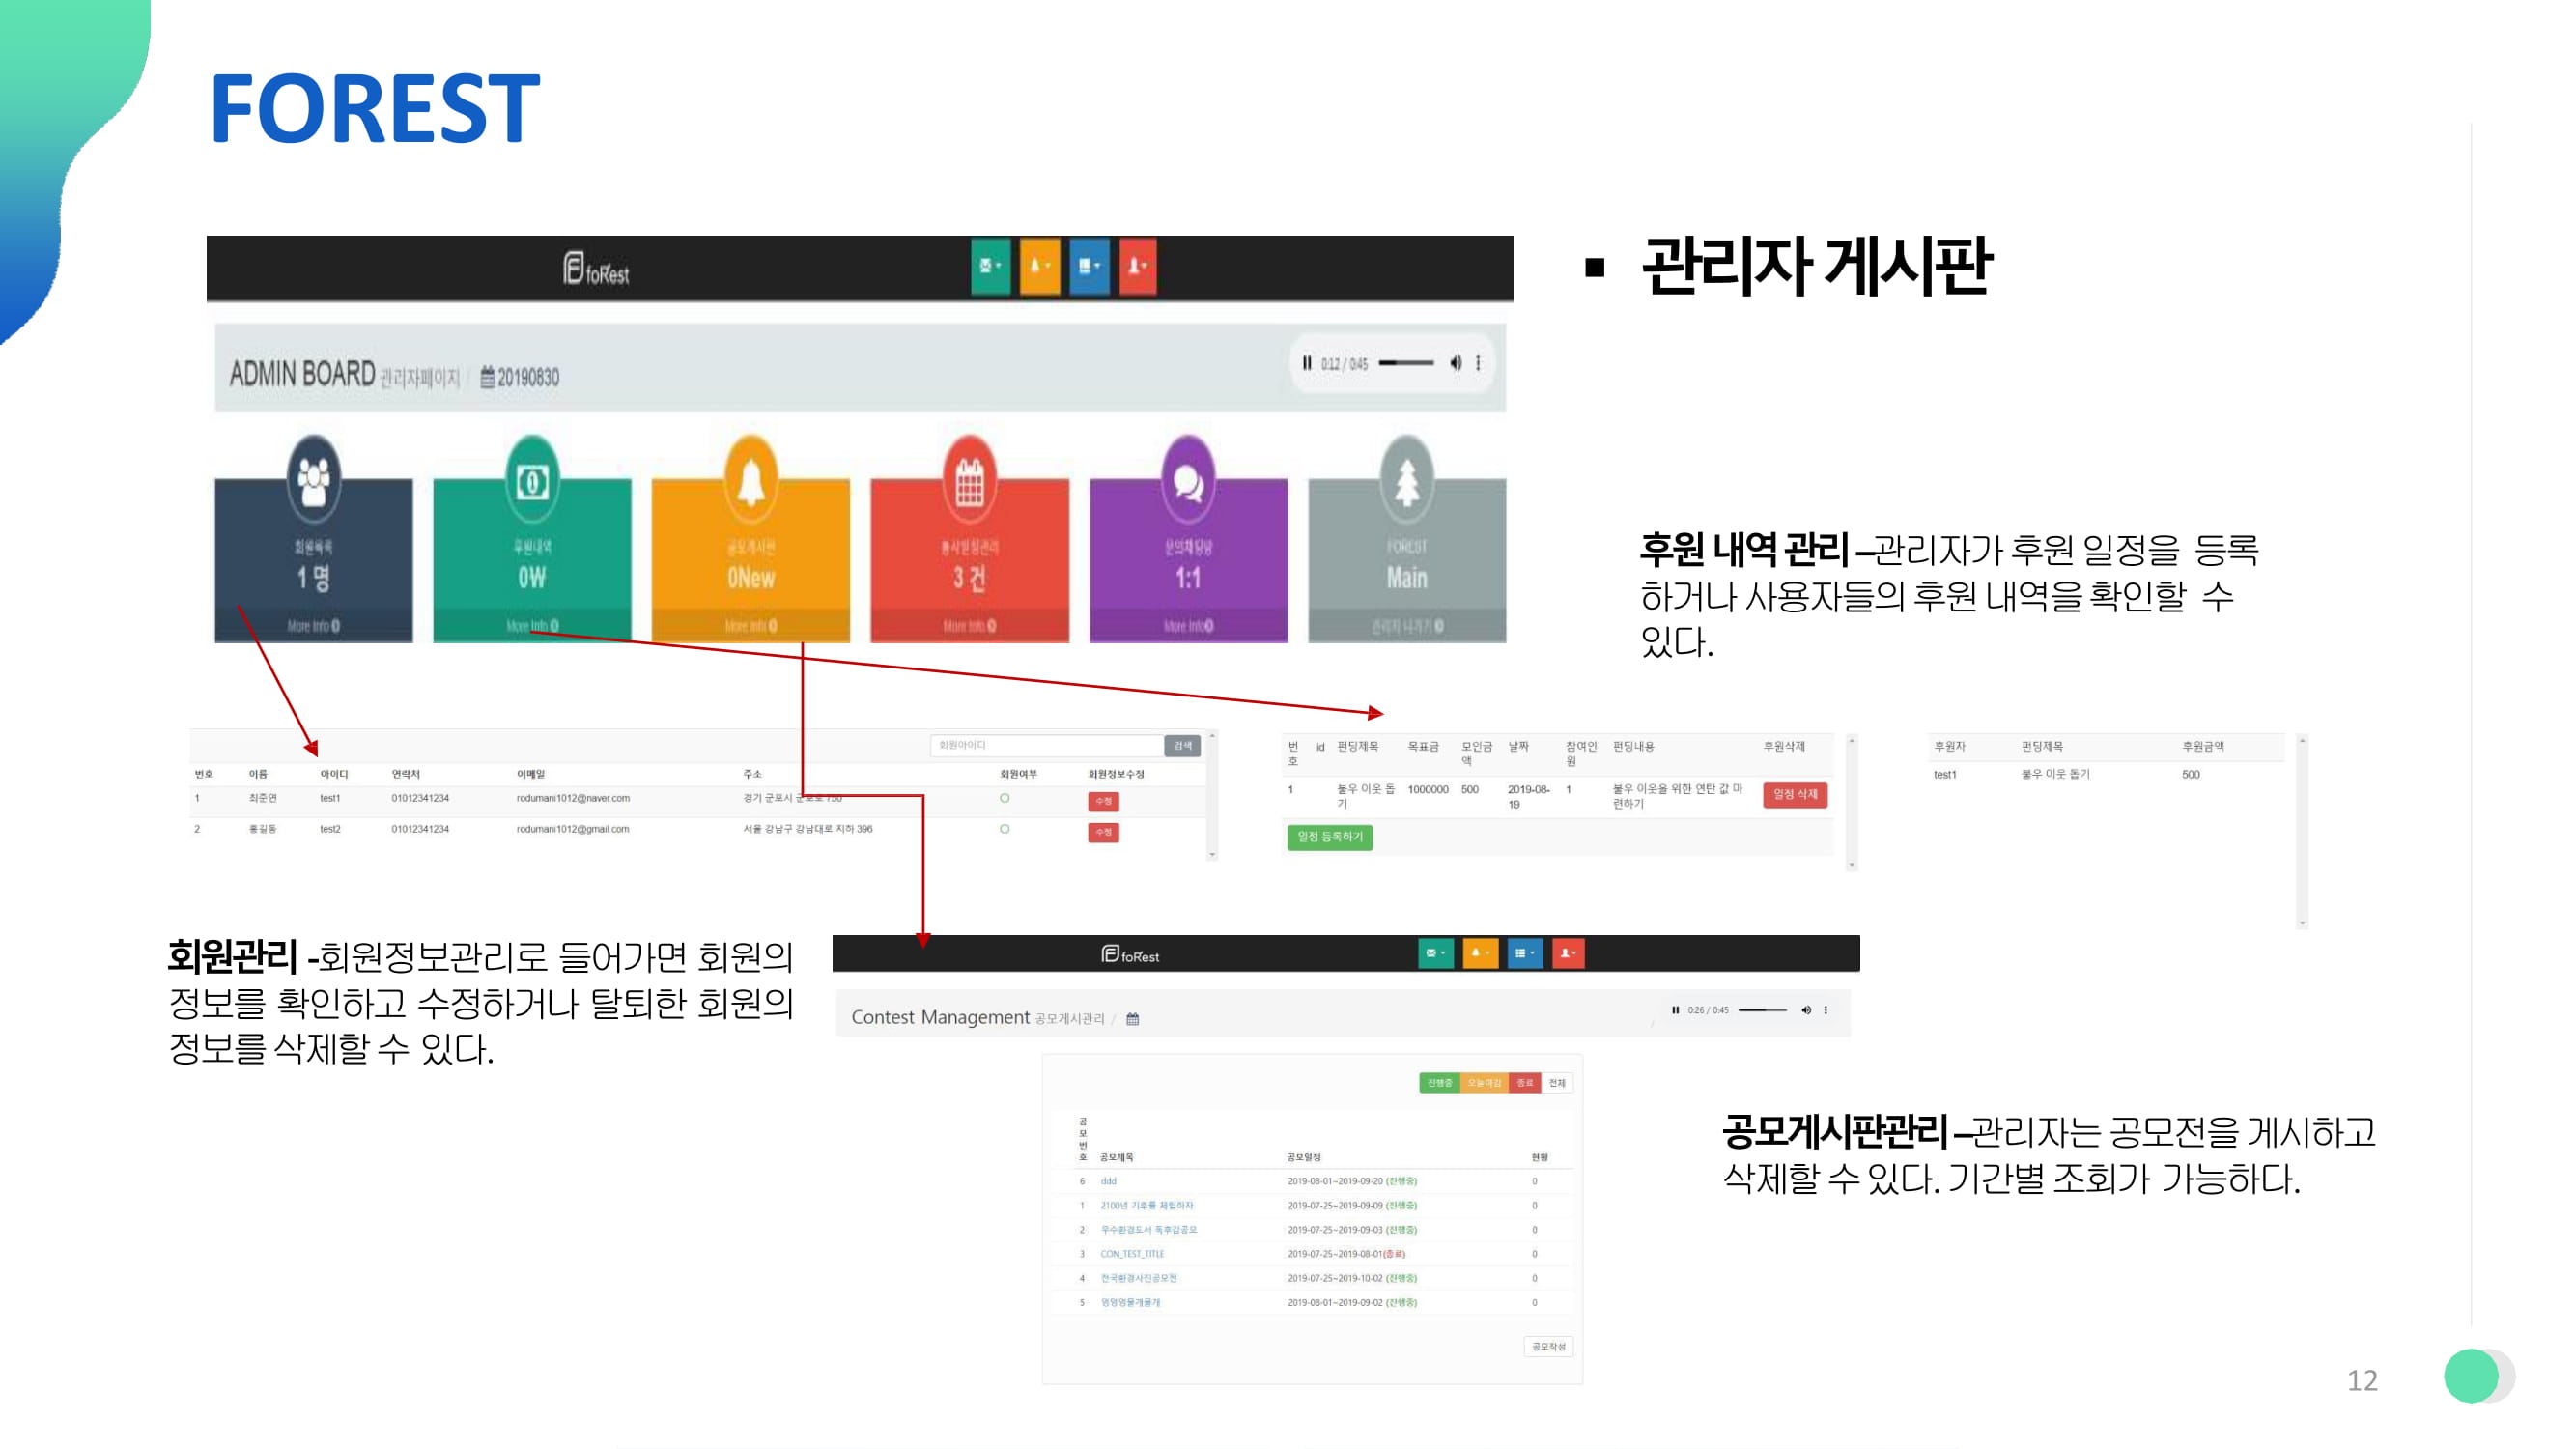 FOREST
foRest
▪ 관리자 게시판
ADMIN BOARD 관리자페이지 / 20190830
0:12 / 0:45
회원목록
1 명
More Info
후원내역
0W
More Info
공모게시판
0New
More Info
봉사일정관리
3 건
More Info
문의채팅방
1:1
More Info
FOREST
Main
관리자 나가기
후원 내역 관리 –관리자가 후원 일정을 등록
하거나 사용자들의 후원 내역을 확인할 수
있다.
회원아이디 검색
번호 이름 아이디 연락처 이메일 주소 회원여부 회원정보수정
1 최준연 test1 01012341234 rodumani1012@naver.com 경기 군포시 군포로 750 수정
2 홍길동 test2 01012341234 rodumani1012@gmail.com 서울 강남구 강남대로 지하 396 수정
번호 id 펀딩제목 목표금 모인금액 날짜 참여인원 펀딩내용 후원삭제
1 불우 이웃 돕기 1000000 500 2019-08-19 1 불우 이웃을 위한 연탄 값 마련하기 일정 삭제
일정 등록하기
후원자 펀딩제목 후원금액
test1 불우 이웃 돕기 500
회원관리 -회원정보관리로 들어가면 회원의
정보를 확인하고 수정하거나 탈퇴한 회원의
정보를 삭제할 수 있다.
foRest
Contest Management 공모게시관리 /
0:26 / 0:45
진행중 오늘마감 종료 전체
공모번호 공모제목 공모일정 현황
6 ddd 2019-08-01~2019-09-20 (진행중) 0
1 2100년 기후를 체험하자 2019-07-25~2019-09-09 (진행중) 0
2 우수환경도서 독후감공모 2019-07-25~2019-09-03 (진행중) 0
3 CON_TEST_TITLE 2019-07-25~2019-08-01(종료) 0
4 전국환경사진공모전 2019-07-25~2019-10-02 (진행중) 0
5 2019-08-01~2019-09-02 (진행중) 0
공모작성
공모게시판관리 –관리자는 공모전을 게시하고
삭제할 수 있다. 기간별 조회가 가능하다.
12